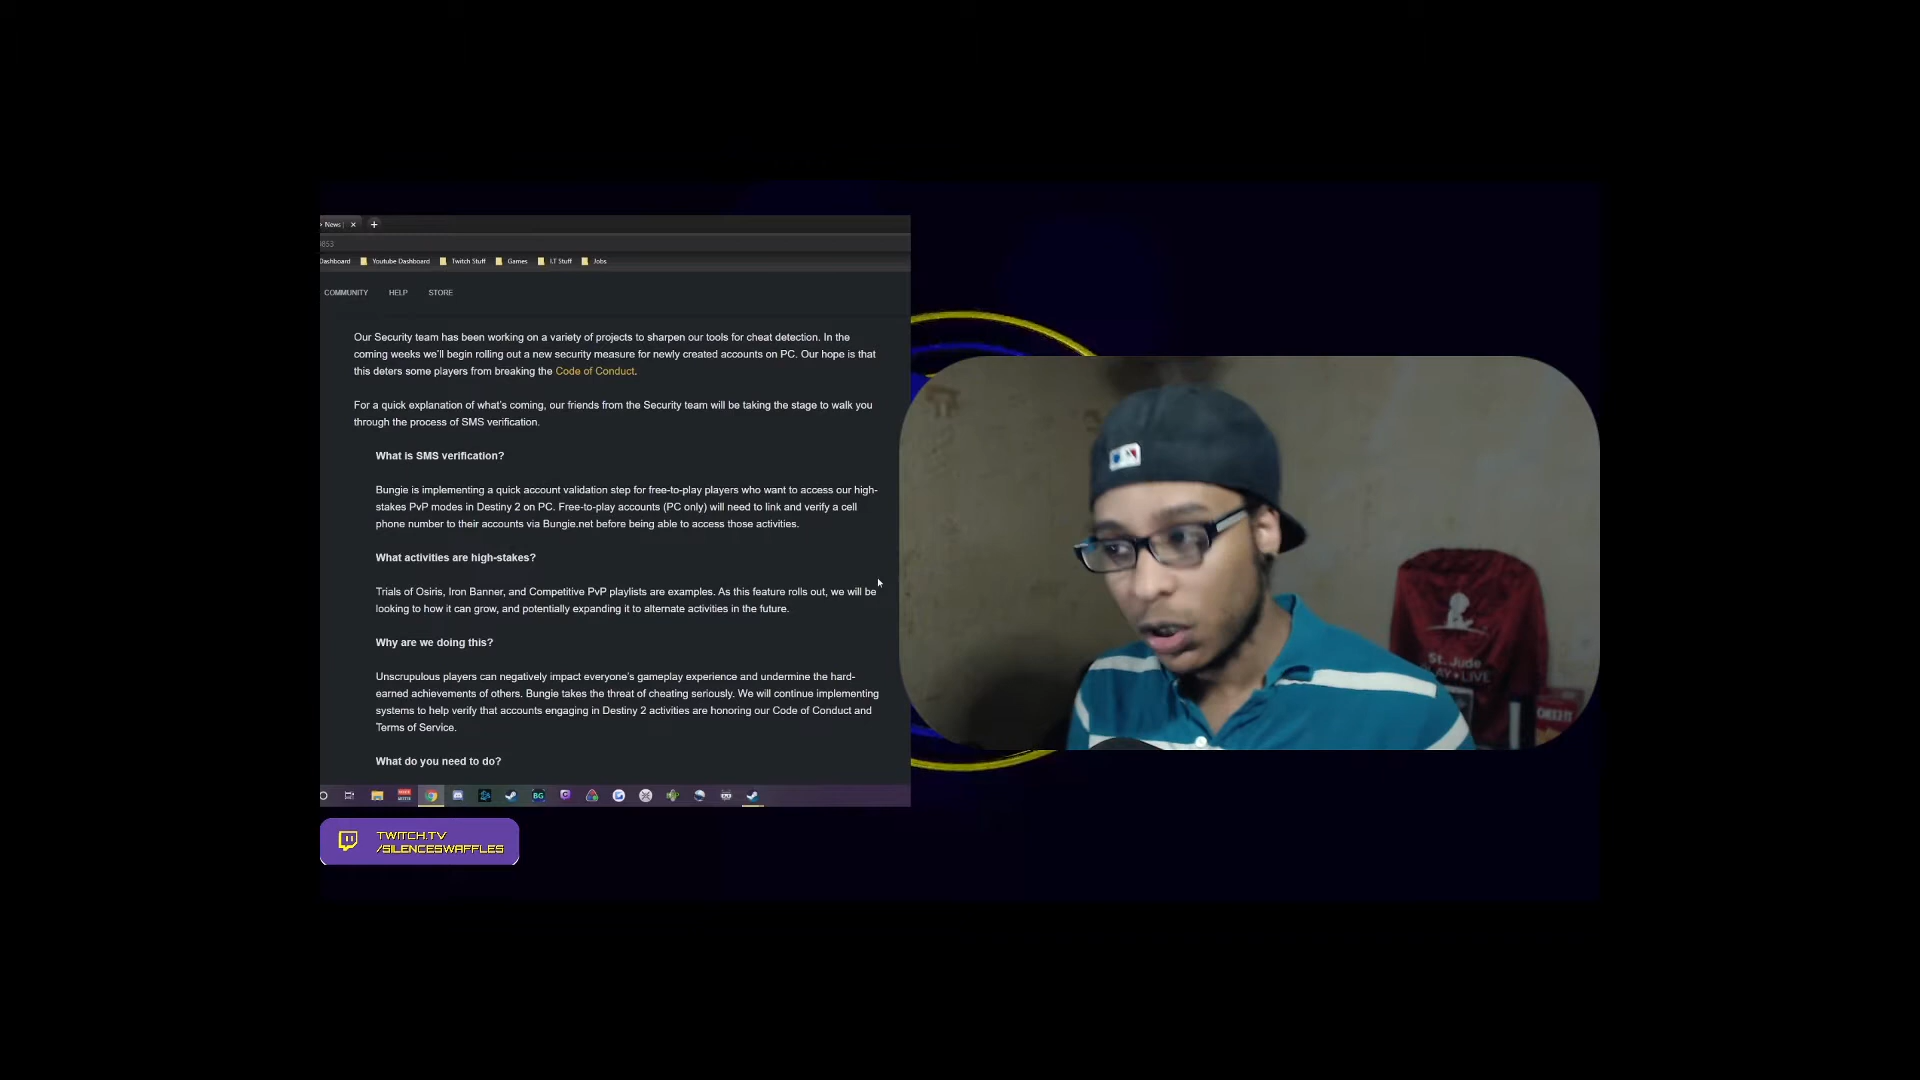 News |
853
Dashboard Youtube Dashboard Twitch Stuff Games I.T Stuff Jobs
COMMUNITY HELP STORE
Our Security team has been working on a variety of projects to sharpen our tools for cheat detection. In the
coming weeks we'll begin rolling out a new security measure for newly created accounts on PC. Our hope is that
this deters some players from breaking the Code of Conduct.
For a quick explanation of what's coming, our friends from the Security team will be taking the stage to walk you
through the process of SMS verification.
What is SMS verification?
Bungie is implementing a quick account validation step for free-to-play players who want to access our high-
stakes PvP modes in Destiny 2 on PC. Free-to-play accounts (PC only) will need to link and verify a cell
phone number to their accounts via Bungie.net before being able to access those activities.
What activities are high-stakes?
Trials of Osiris, Iron Banner, and Competitive PvP playlists are examples. As this feature rolls out, we will be
looking to how it can grow, and potentially expanding it to alternate activities in the future.
Why are we doing this?
Unscrupulous players can negatively impact everyone's gameplay experience and undermine the hard-
earned achievements of others. Bungie takes the threat of cheating seriously. We will continue implementing
systems to help verify that accounts engaging in Destiny 2 activities are honoring our Code of Conduct and
Terms of Service.
What do you need to do?
BG
TWITCH.TV
/SILENCESWAFFLES
St. Jude
PLAY LIVE